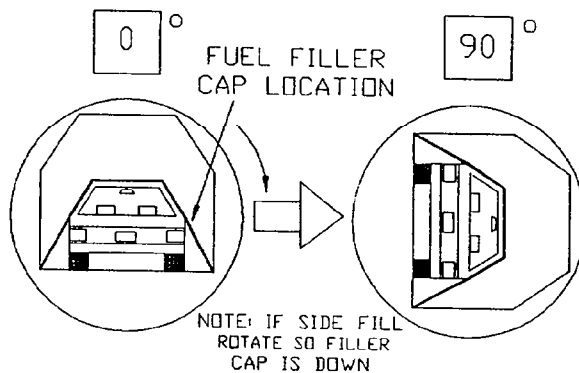 0 °
90 °
FUEL FILLER
CAP LOCATION
NOTE: IF SIDE FILL
ROTATE SO FILLER
CAP IS DOWN